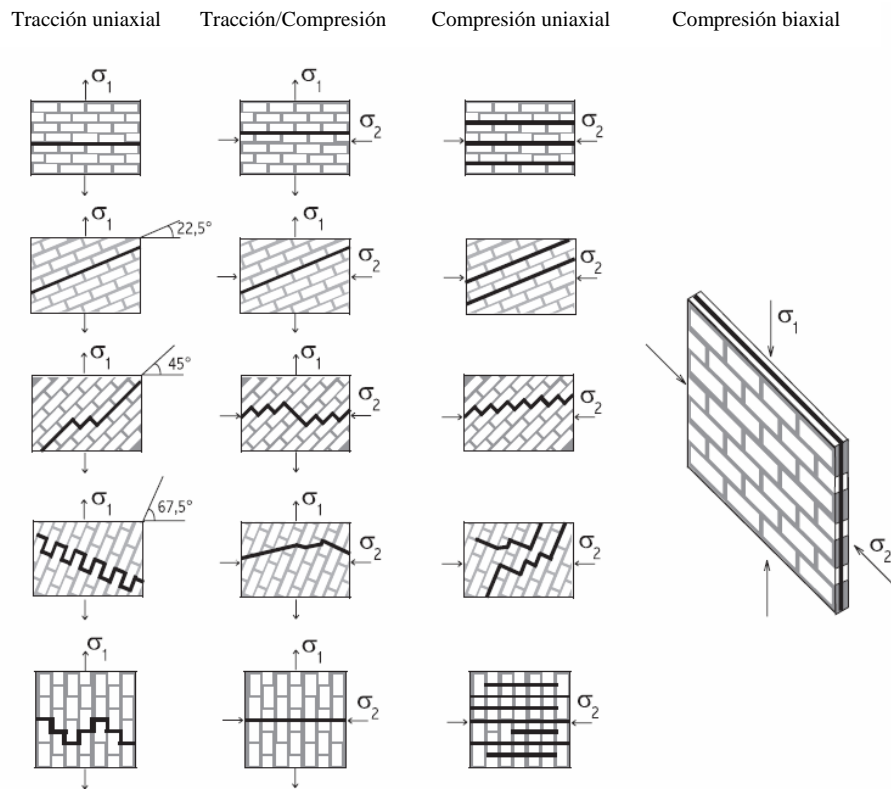 Tracción uniaxial Tracción/Compresión Compresión uniaxial Compresión biaxial
σ1 σ1
σ2 σ2
σ1 22,5° σ1
σ2 σ2
σ1
σ1 45° σ1
σ2 σ2
σ1 67,5° σ1
σ2 σ2 σ2
σ1 σ1
σ2 σ2